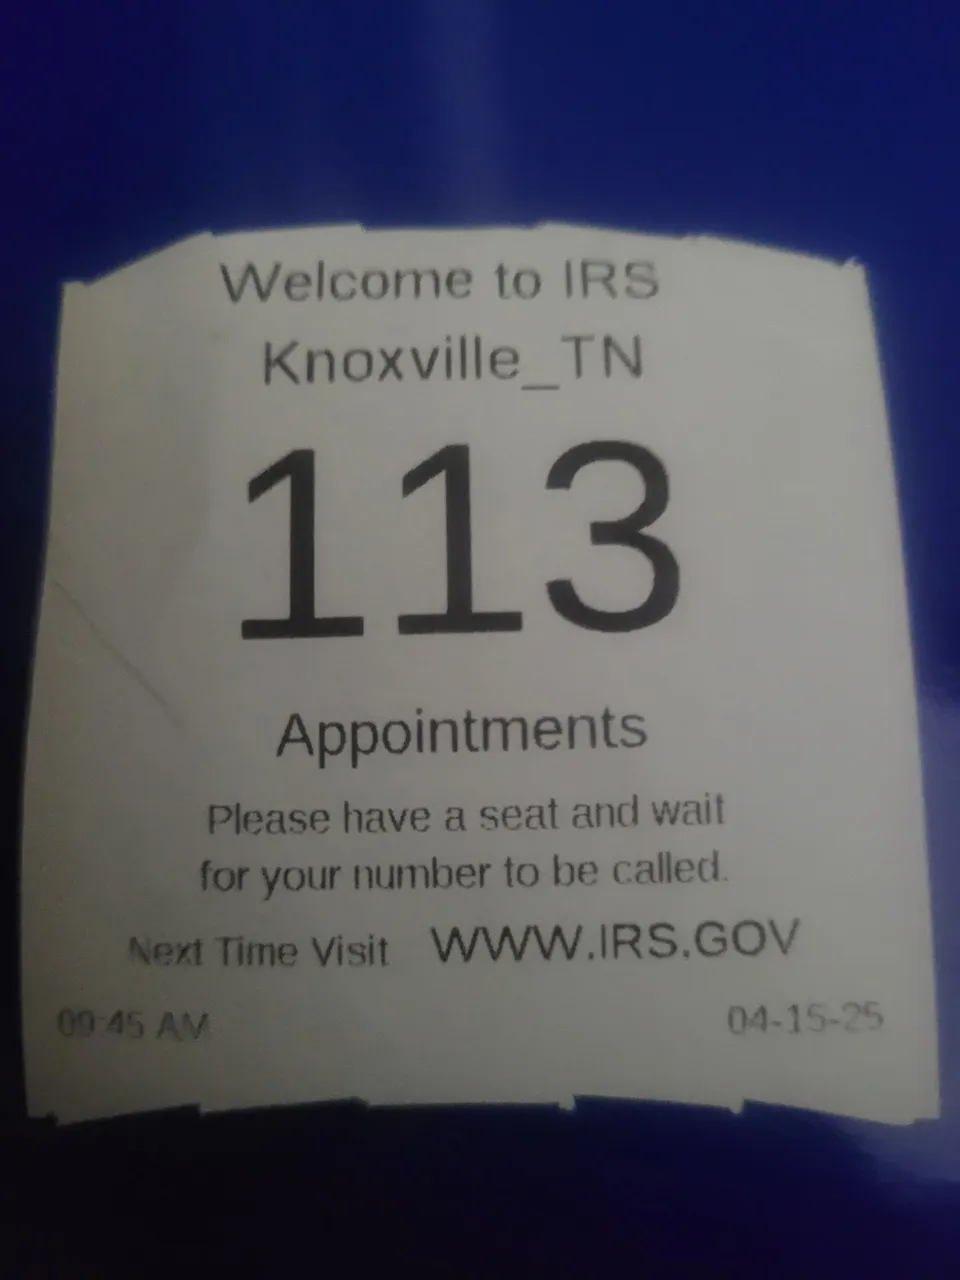 Welcome to IRS
Knoxville_TN
113
Appointments
Please have a seat and wait
for your number to be called.
Next Time Visit WWW.IRS.GOV
09:45 AM 04-15-25